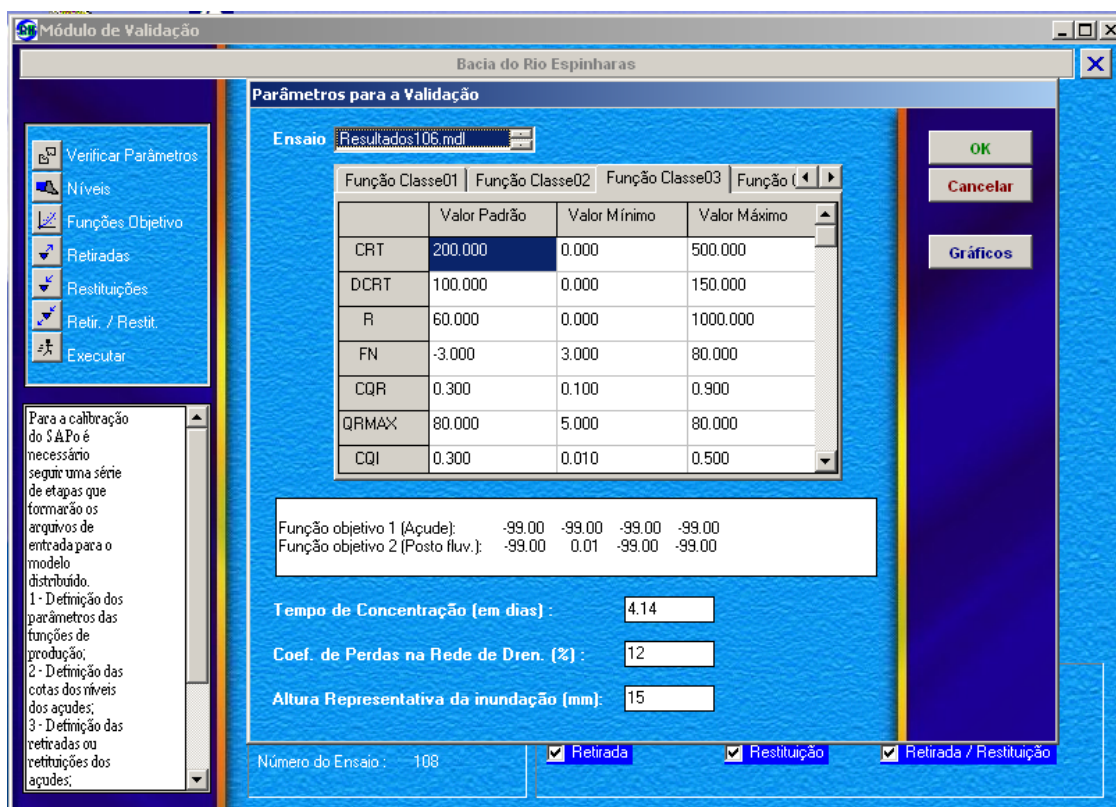 Módulo de Validação
Bacia do Rio Espinharas
Verificar Parâmetros
Níveis
Funções Objetivo
Retiradas
Restituições
Retir. / Restit.
Executar
Para a calibração
do SAPo é
necessário
seguir uma série
de etapas que
formarão os
arquivos de
entrada para o
modelo
distribuído.
1 - Definição dos
parâmetros das
funções de
produção;
2 - Definição das
cotas dos níveis
dos açudes;
3 - Definição das
retiradas ou
retituições dos
açudes;
Parâmetros para a Validação
Ensaio Resultados106.mdl
Função Classe01 Função Classe02 Função Classe03 Função
Valor Padrão Valor Mínimo Valor Máximo
CRT 200.000 0.000 500.000
DCRT 100.000 0.000 150.000
R 60.000 0.000 1000.000
FN -3.000 3.000 80.000
CQR 0.300 0.100 0.900
QRMAX 80.000 5.000 80.000
CQI 0.300 0.010 0.500
Função objetivo 1 (Açude): -99.00 -99.00 -99.00 -99.00
Função objetivo 2 (Posto fluv.): -99.00 0.01 -99.00 -99.00
Tempo de Concentração (em dias) : 4.14
Coef. de Perdas na Rede de Dren. (%) : 12
Altura Representativa da inundação (mm): 15
OK
Cancelar
Gráficos
Número do Ensaio : 108
Retirada Restituição Retirada / Restituição